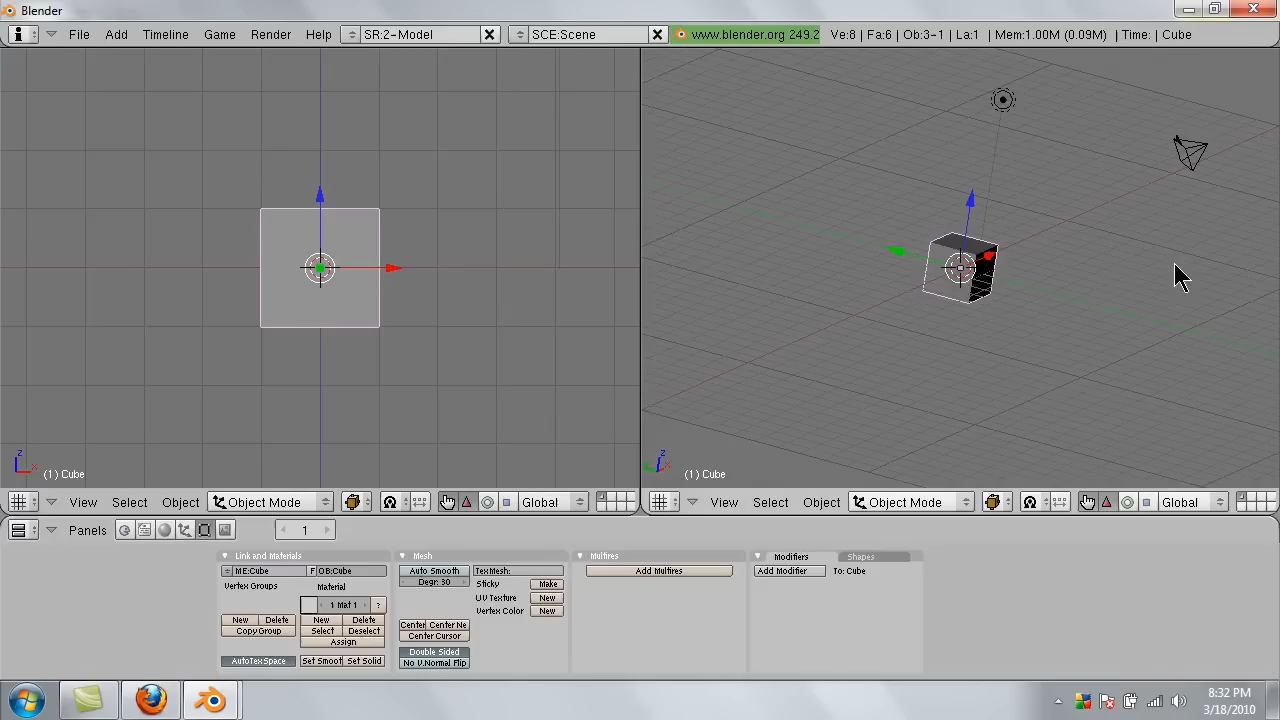 Blender
File Add Timeline Game Render Help SR:2-Model SCE:Scene www.blender.org 249.2 Ve:8 | Fa:6 | Ob:3-1 | La:1 | Mem:1.00M (0.09M) | Time: | Cube
z
x
(1) Cube
z
x
(1) Cube
View Select Object Object Mode Global
View Select Object Object Mode Global
Panels 1
Link and Materials
ME:Cube F OB:Cube
Vertex Groups Material
1 Mat 1 ?
New Delete New Delete
Copy Group Select Deselect
Assign
AutoTexSpace Set Smoot Set Solid
Mesh
Auto Smooth TexMesh:
Degr: 30 Sticky Make
UV Texture New
Vertex Color New
Center Center Ne
Center Cursor
Double Sided
No V.Normal Flip
Multires
Add Multires
Modifiers Shapes
Add Modifier To: Cube
8:32 PM
3/18/2010